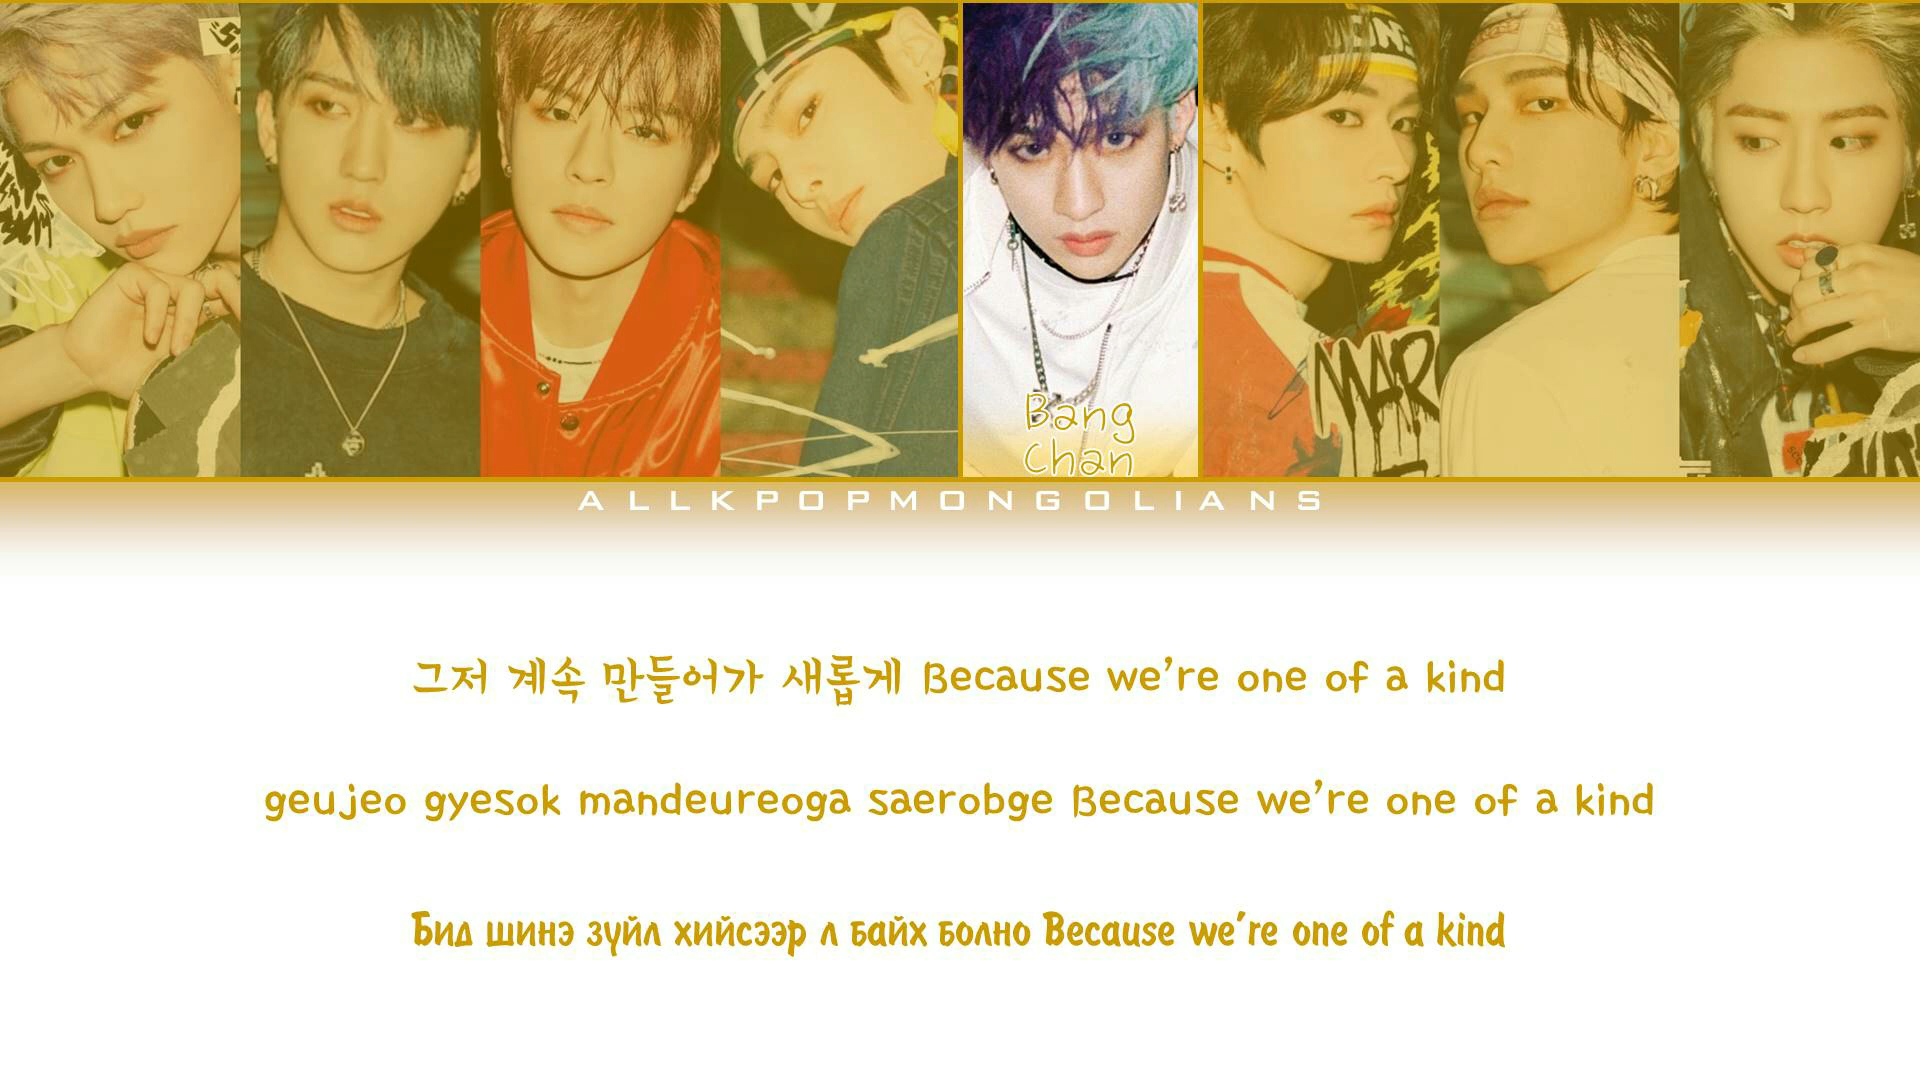 Bang
Chan
ALLKPOPMONGOLIANS
그저 계속 만들어가 새롭게 Because we're one of a kind
geujeo gyesok mandeureoga saerobge Because we're one of a kind
Бид шинэ зүйл хийсээр л байх болно Because we're one of a kind